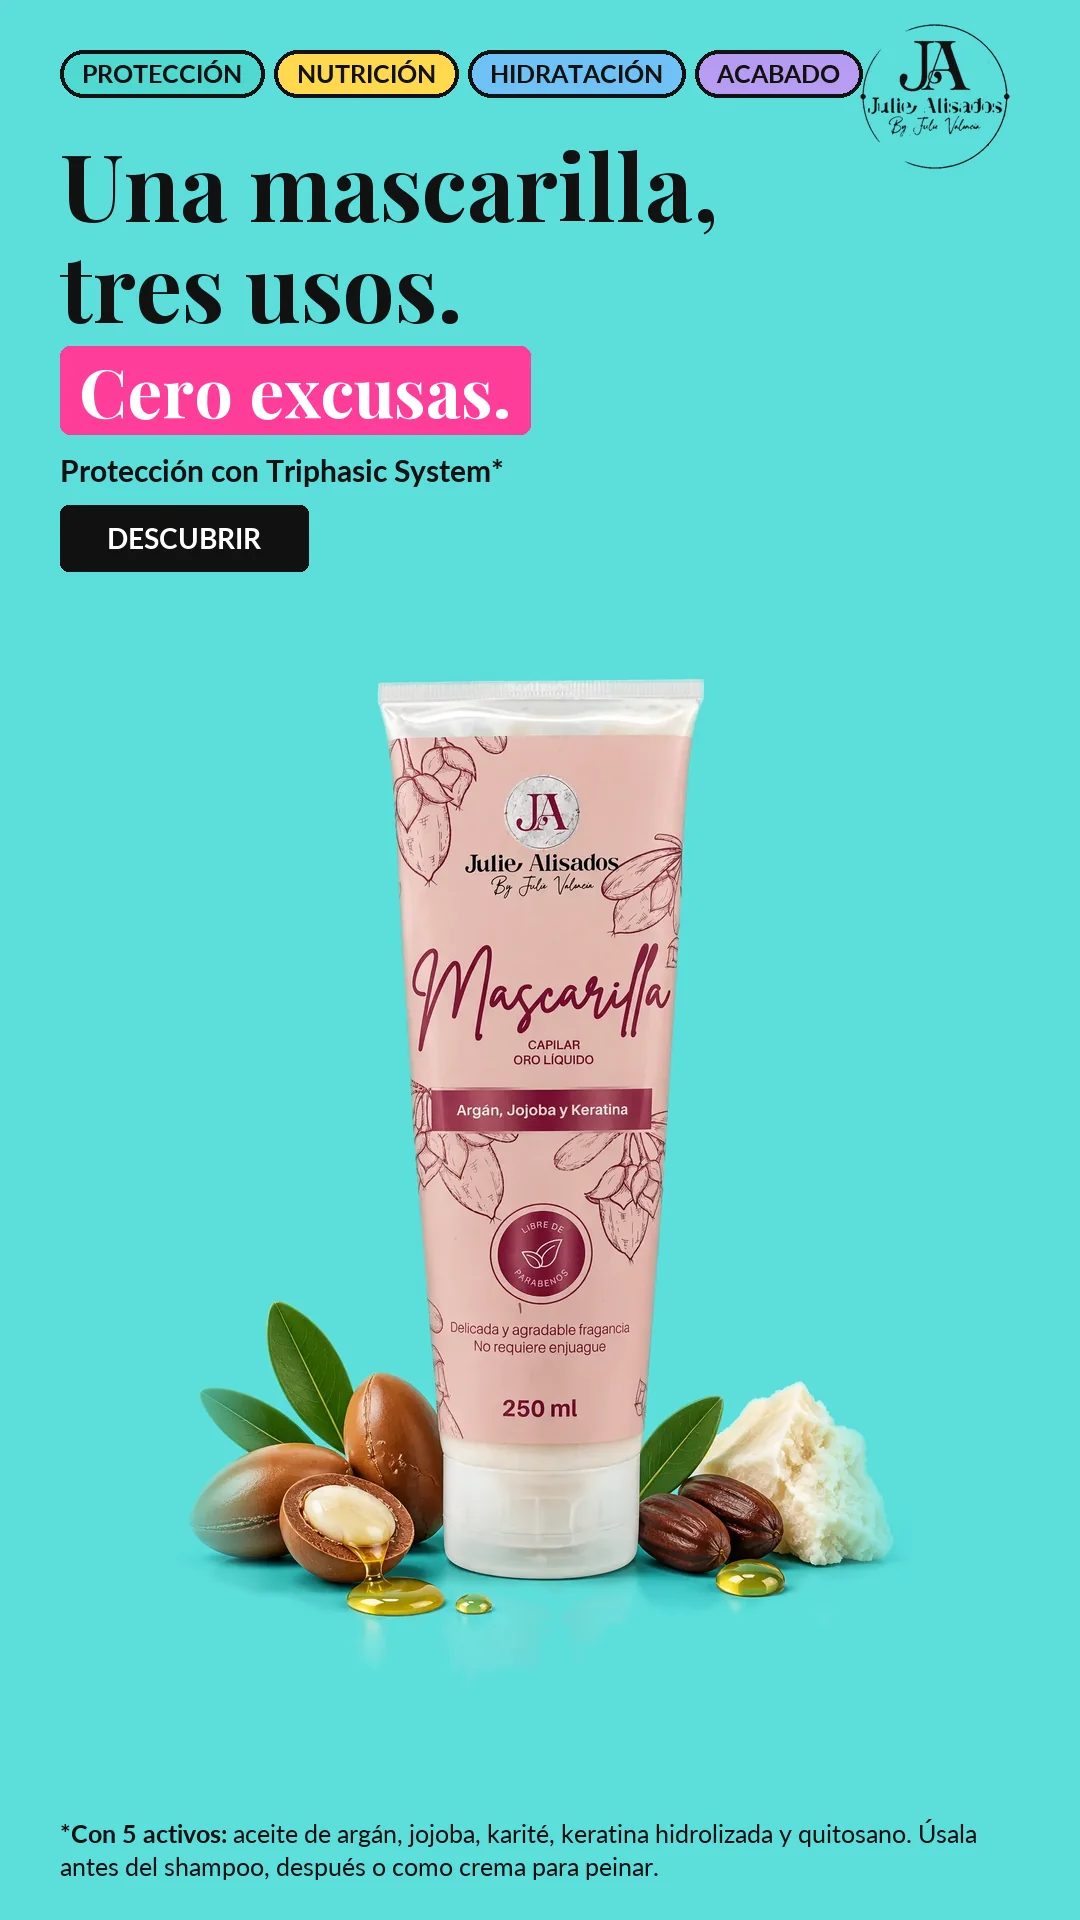 PROTECCIÓN NUTRICIÓN HIDRATACIÓN ACABADO
JA
Julie Alisados
By Julie Valencia
Una mascarilla,
tres usos.
Cero excusas.
Protección con Triphasic System*
DESCUBRIR
JA
Julie Alisados
By Julie Valencia
Mascarilla
CAPILAR
ORO LÍQUIDO
Argán, Jojoba y Keratina
LIBRE DE
PARABENOS
Delicada y agradable fragancia
No requiere enjuague
250 ml
*Con 5 activos: aceite de argán, jojoba, karité, keratina hidrolizada y quitosano. Úsala
antes del shampoo, después o como crema para peinar.